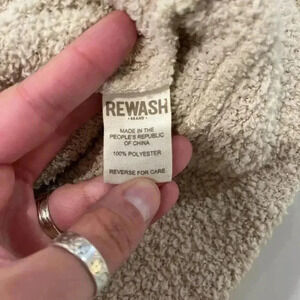 REWASH
·BRAND·
MADE IN THE
PEOPLE'S REPUBLIC
OF CHINA
100% POLYESTER
REVERSE FOR CARE